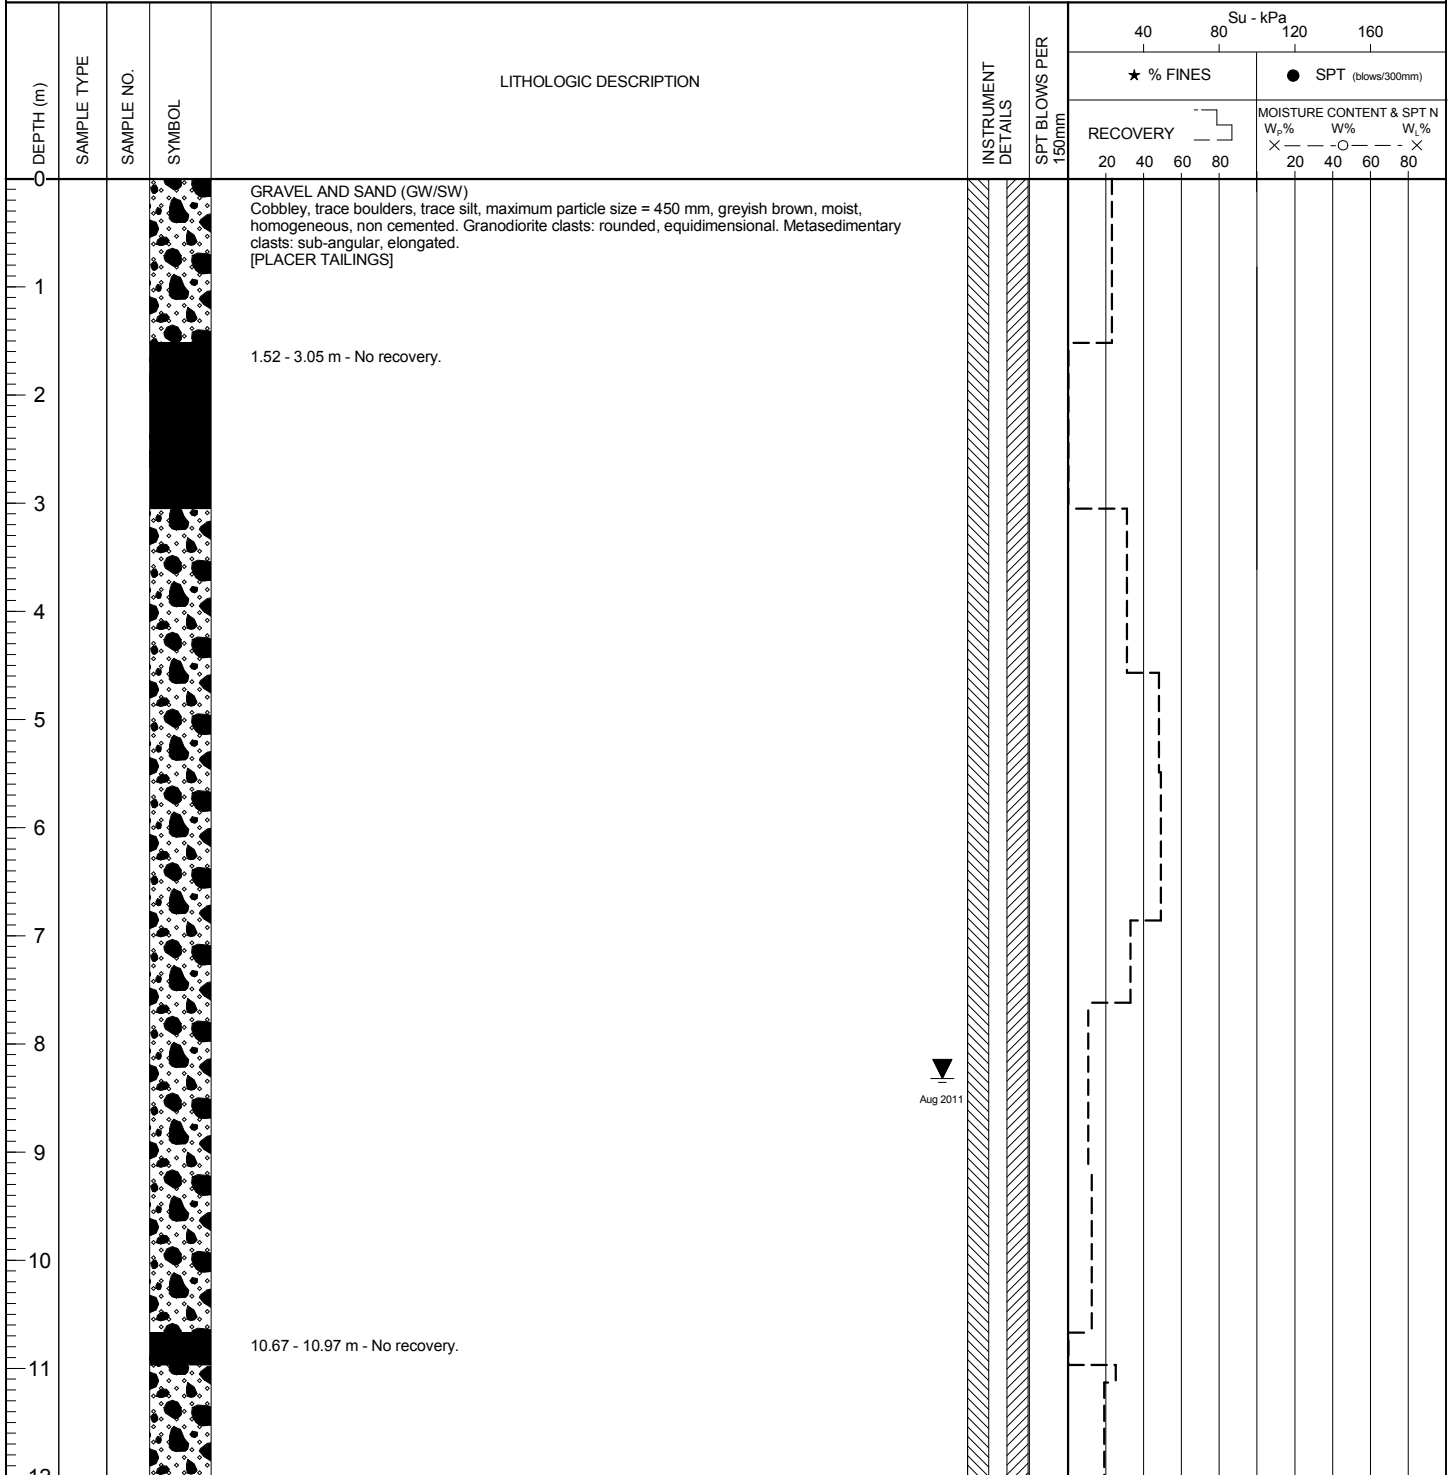 DEPTH (m)
SAMPLE TYPE
SAMPLE NO.
SYMBOL
LITHOLOGIC DESCRIPTION
INSTRUMENT
DETAILS
SPT BLOWS PER
150mm
Su - kPa
40 80 120 160
★ % FINES
● SPT (blows/300mm)
RECOVERY
MOISTURE CONTENT & SPT N
WP% W% WL%
20 40 60 80 20 40 60 80
0
GRAVEL AND SAND (GW/SW)
Cobbley, trace boulders, trace silt, maximum particle size = 450 mm, greyish brown, moist,
homogeneous, non cemented. Granodiorite clasts: rounded, equidimensional. Metasedimentary
clasts: sub-angular, elongated.
[PLACER TAILINGS]
1
1.52 - 3.05 m - No recovery.
2
3
4
5
6
7
8
Aug 2011
9
10
10.67 - 10.97 m - No recovery.
11
12